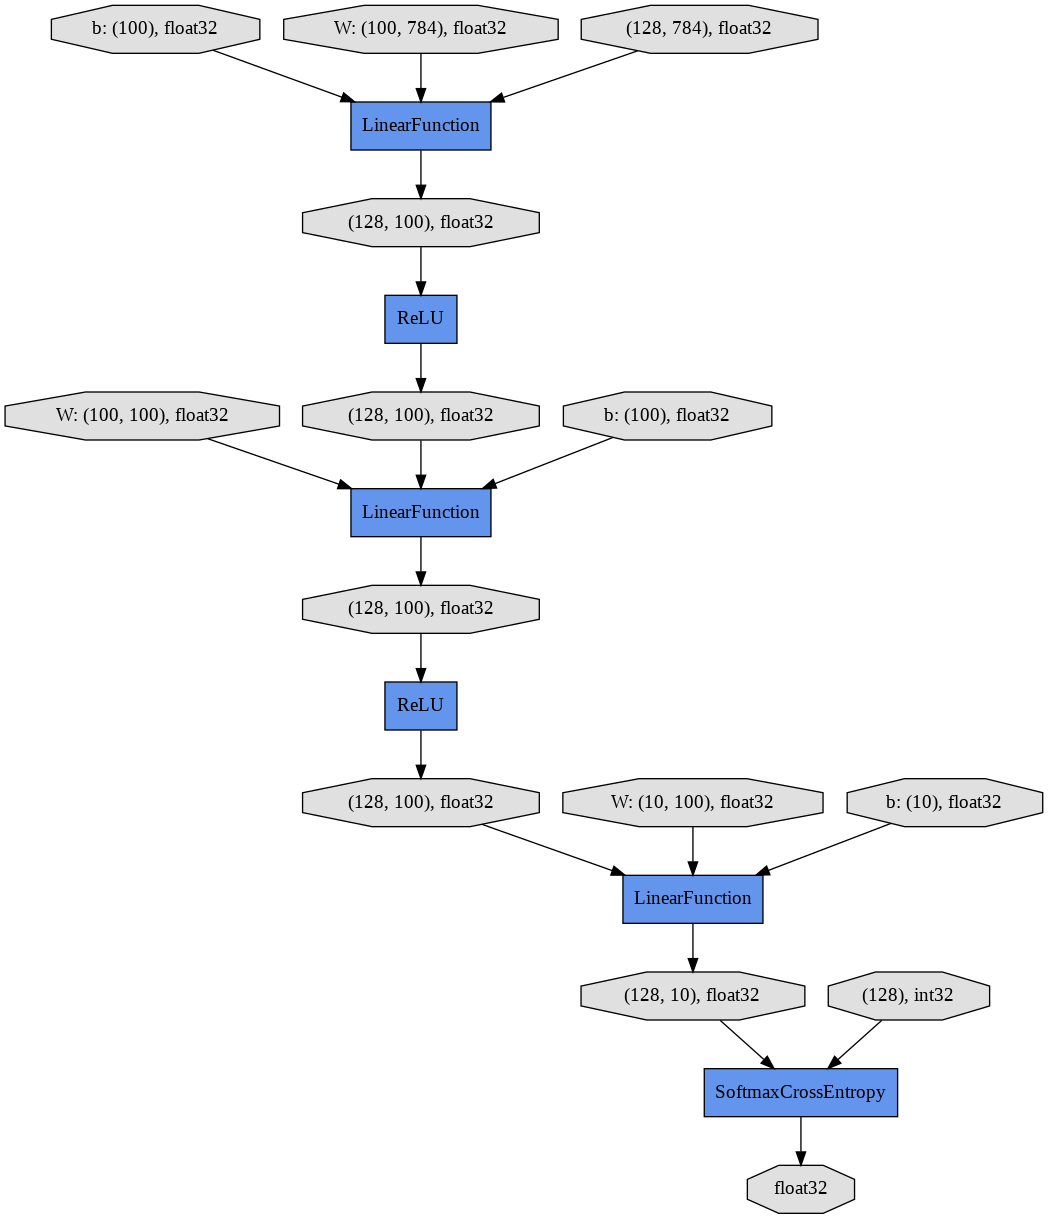 b: (100), float32
W: (100, 784), float32
(128, 784), float32
LinearFunction
(128, 100), float32
ReLU
W: (100, 100), float32
(128, 100), float32
b: (100), float32
LinearFunction
(128, 100), float32
ReLU
(128, 100), float32
W: (10, 100), float32
b: (10), float32
LinearFunction
(128, 10), float32
(128), int32
SoftmaxCrossEntropy
float32